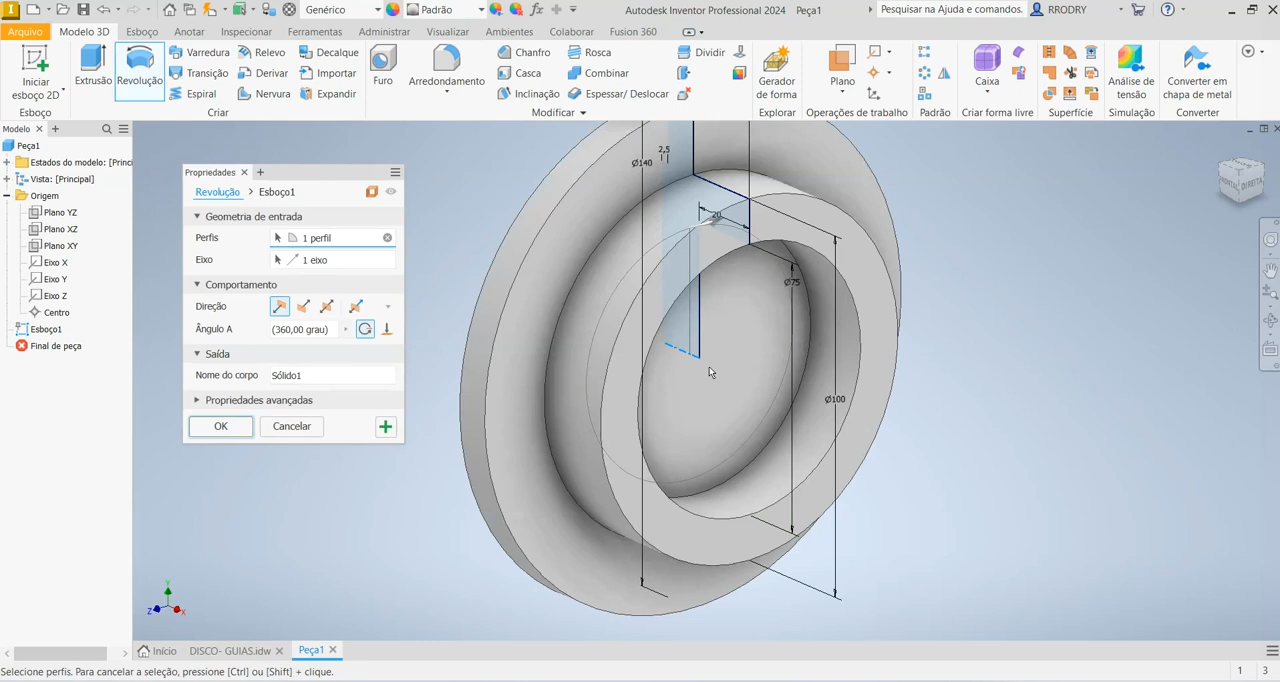 Genérico
Padrão
Autodesk Inventor Professional 2024   Peça1
Pesquisar na Ajuda e comandos.
RRODRY
Arquivo
Modelo 3D
Esboço
Anotar
Inspecionar
Ferramentas
Administrar
Visualizar
Ambientes
Colaborar
Fusion 360
Iniciar
esboço 2D
Extrusão
Revolução
Varredura
Relevo
Decalque
Transição
Derivar
Importar
Espiral
Nervura
Expandir
Furo
Arredondamento
Chanfro
Rosca
Casca
Combinar
Inclinação
Espessar/ Deslocar
Dividir
Gerador
de forma
Plano
Caixa
Análise de
tensão
Converter em
chapa de metal
Esboço
Criar
Modificar
Explorar
Operações de trabalho
Padrão
Criar forma livre
Superfície
Simulação
Converter
Modelo
Peça1
Estados do modelo: [Princi
Vista: [Principal]
Origem
Plano YZ
Plano XZ
Plano XY
Eixo X
Eixo Y
Eixo Z
Centro
Esboço1
Final de peça
Propriedades
Revolução > Esboço1
Geometria de entrada
Perfis 1 perfil
Eixo 1 eixo
Comportamento
Direção
Ângulo A (360,00 grau)
Saída
Nome do corpo Sólido1
Propriedades avançadas
OK
Cancelar
2,5
Ø140
20
Ø75
Ø100
FRONTAL
DIREITA
Y
Z
X
Início
DISCO- GUIAS.idw
Peça1
Selecione perfis. Para cancelar a seleção, pressione [Ctrl] ou [Shift] + clique.
1
3